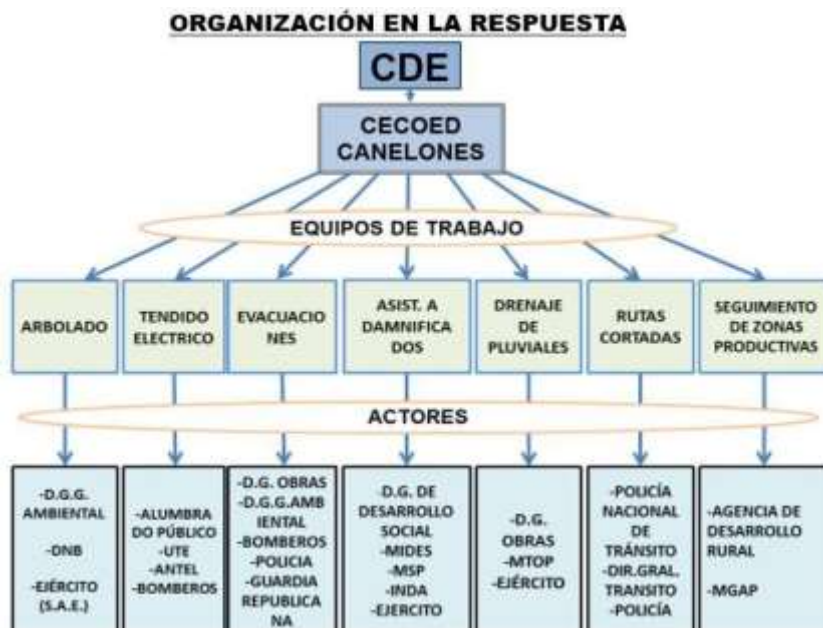 ORGANIZACIÓN EN LA RESPUESTA
CDE
CECOED
CANELONES
EQUIPOS DE TRABAJO
ARBOLADO
TENDIDO
ELECTRICO
EVACUACIO
NES
ASIST. A
DAMNIFICA
DOS
DRENAJE
DE
PLUVIALES
RUTAS
CORTADAS
SEGUIMIENTO
DE ZONAS
PRODUCTIVAS
ACTORES
-D.G.G.
AMBIENTAL
-DNB
-EJÉRCITO
(S.A.E.)
-ALUMBRA
DO PÚBLICO
-UTE
-ANTEL
-BOMBEROS
-D.G. OBRAS
-D.G.G.AMB
IENTAL
-BOMBEROS
-POLICIA
-GUARDIA
REPUBLICA
NA
-D.G. DE
DESARROLLO
SOCIAL
-MIDES
-MSP
-INDA
-EJERCITO
-D.G.
OBRAS
-MTOP
-EJÉRCITO
-POLICÍA
NACIONAL
DE
TRÁNSITO
-DIR.GRAL.
TRANSITO
-POLICÍA
-AGENCIA DE
DESARROLLO
RURAL
-MGAP